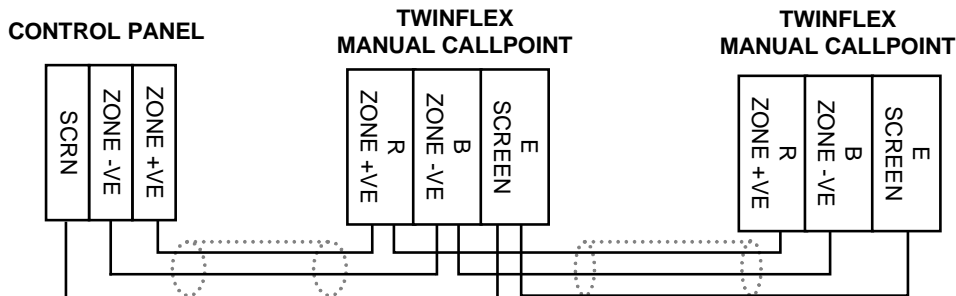 CONTROL PANEL
TWINFLEX
MANUAL CALLPOINT
TWINFLEX
MANUAL CALLPOINT
SCRN
ZONE -VE
ZONE +VE
R
ZONE +VE
B
ZONE -VE
E
SCREEN
R
ZONE +VE
B
ZONE -VE
E
SCREEN